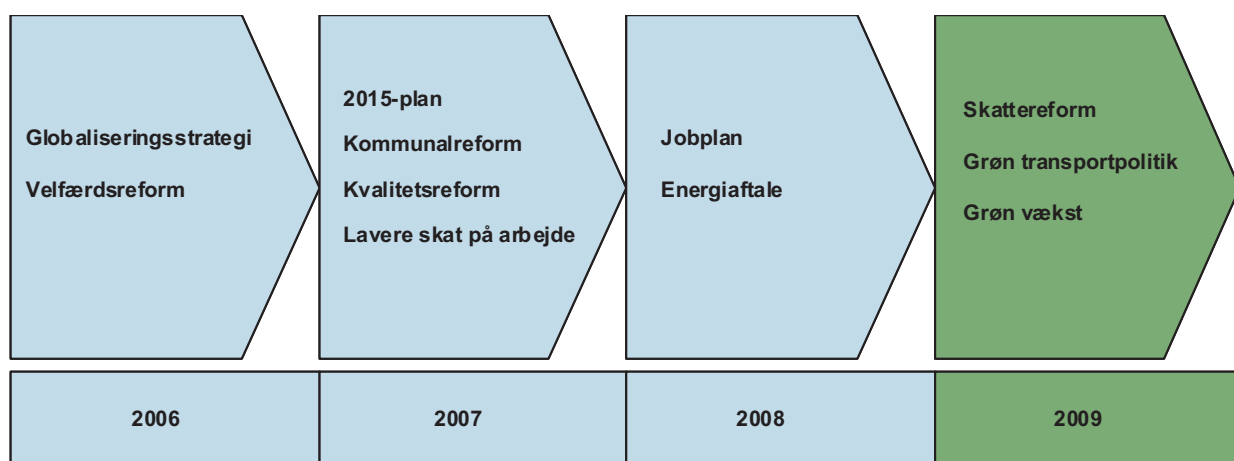 Globaliseringsstrategi
Velfærdsreform
2015-plan
Kommunalreform
Kvalitetsreform
Lavere skat på arbejde
Jobplan
Energiaftale
Skattereform
Grøn transportpolitik
Grøn vækst
2006
2007
2008
2009